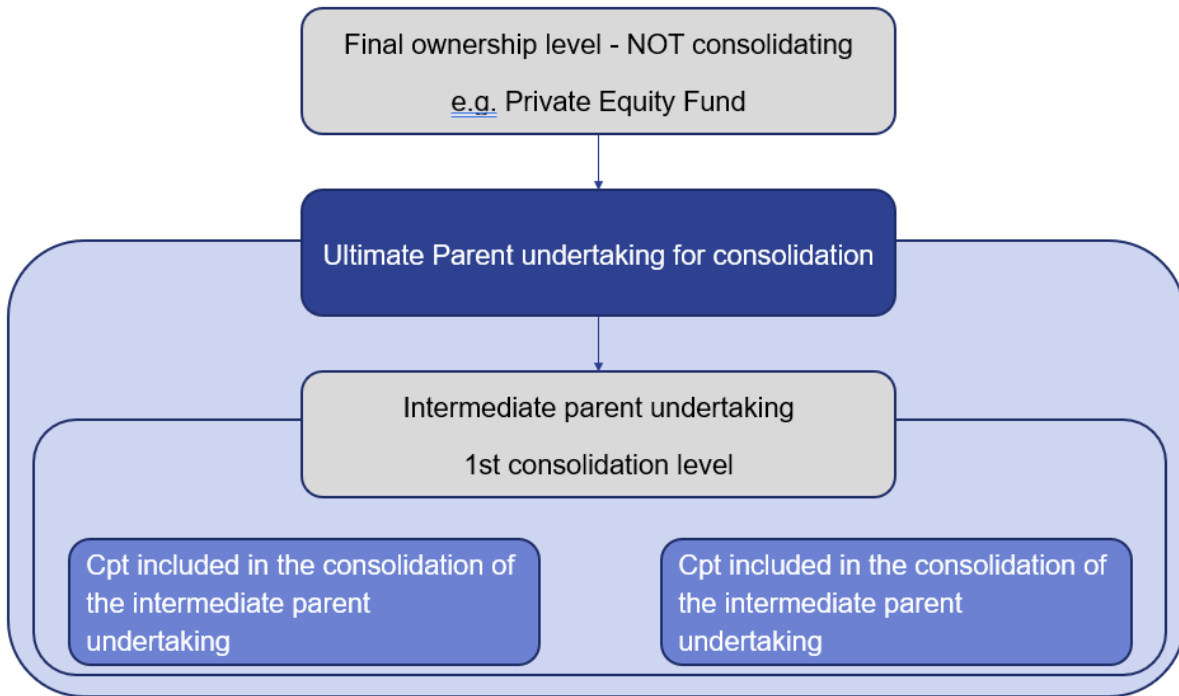 Final ownership level - NOT consolidating
e.g. Private Equity Fund
Ultimate Parent undertaking for consolidation
Intermediate parent undertaking
1st consolidation level
Cpt included in the consolidation of
the intermediate parent
undertaking
Cpt included in the consolidation of
the intermediate parent
undertaking